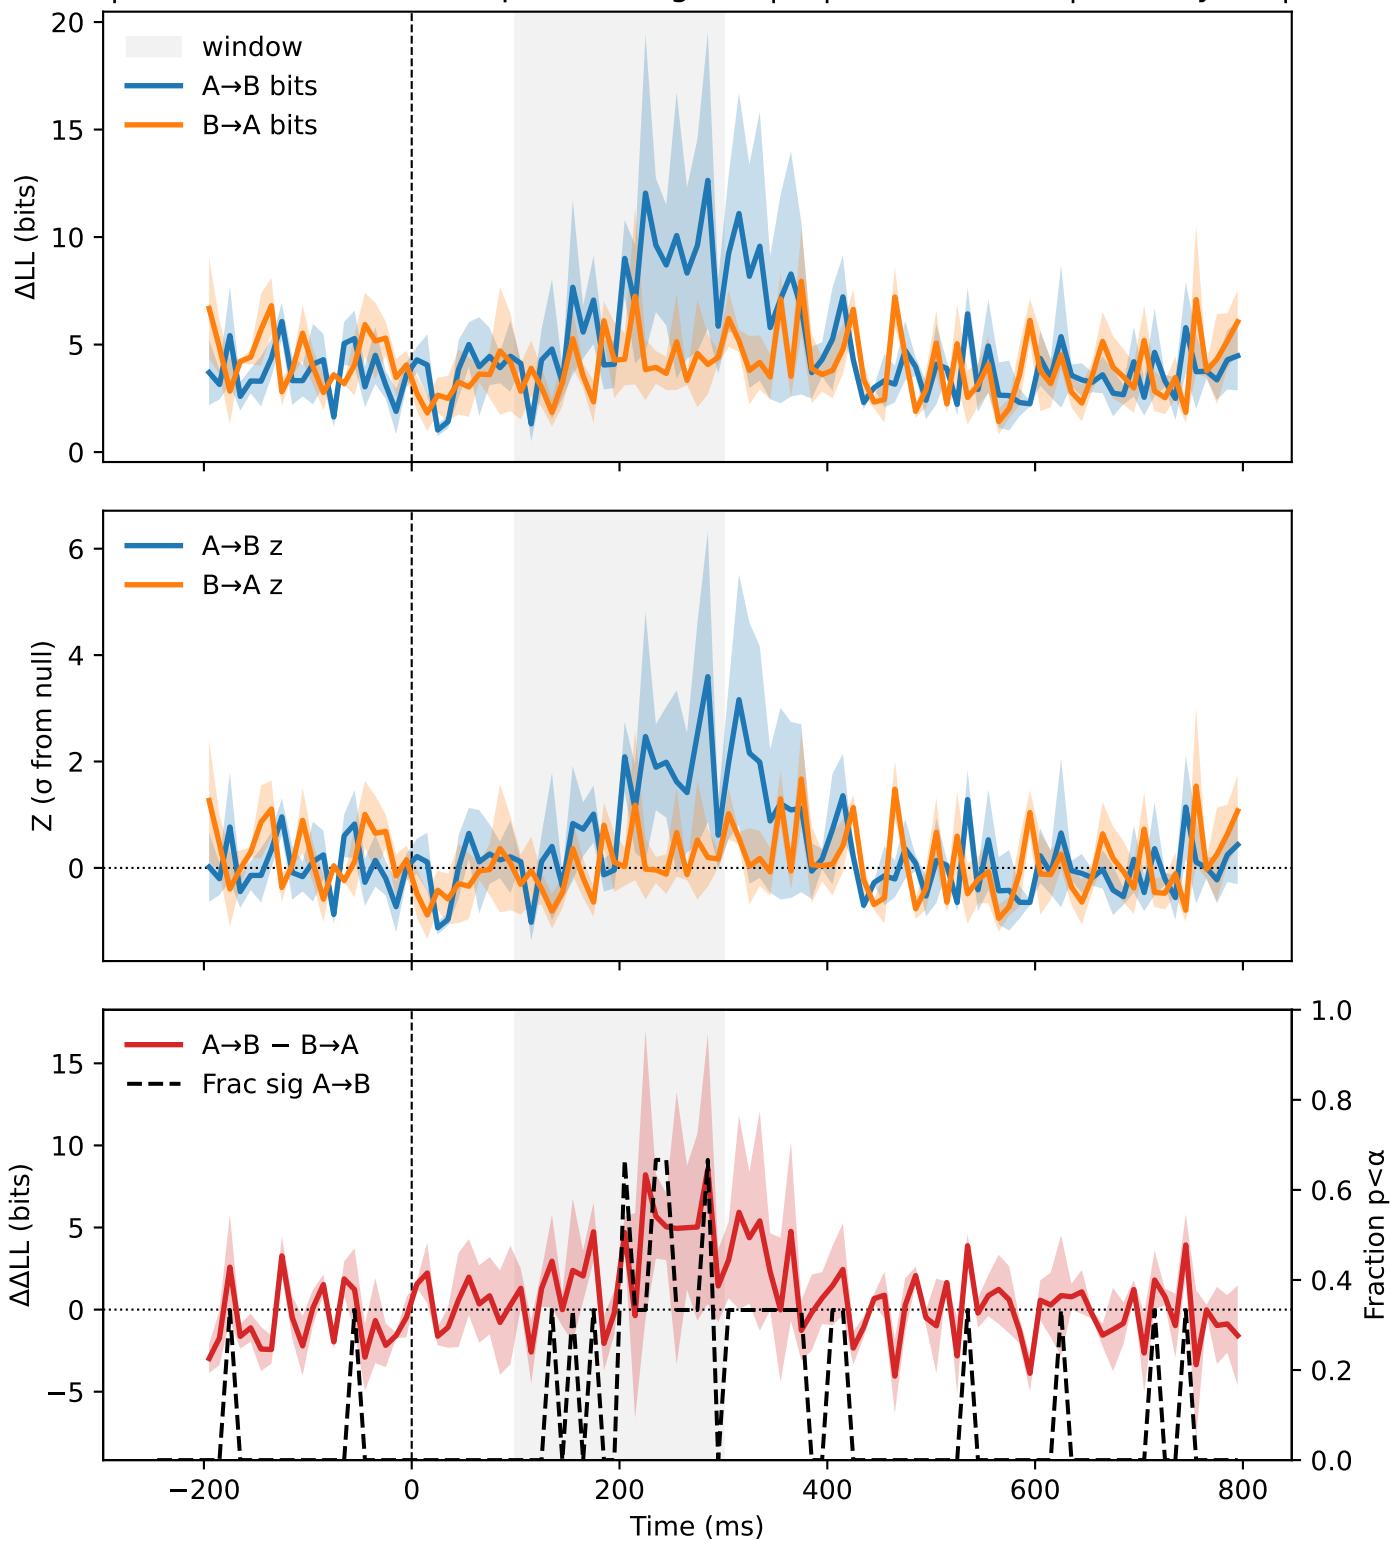 20
15
10
5
0
ΔLL (bits)
window
A→B bits
B→A bits
6
4
2
0
Z (σ from null)
A→B z
B→A z
15
10
5
0
−5
ΔΔLL (bits)
A→B − B→A
Frac sig A→B
1.0
0.8
0.6
0.4
0.2
0.0
Fraction p<α
−200
0
200
400
600
800
Time (ms)